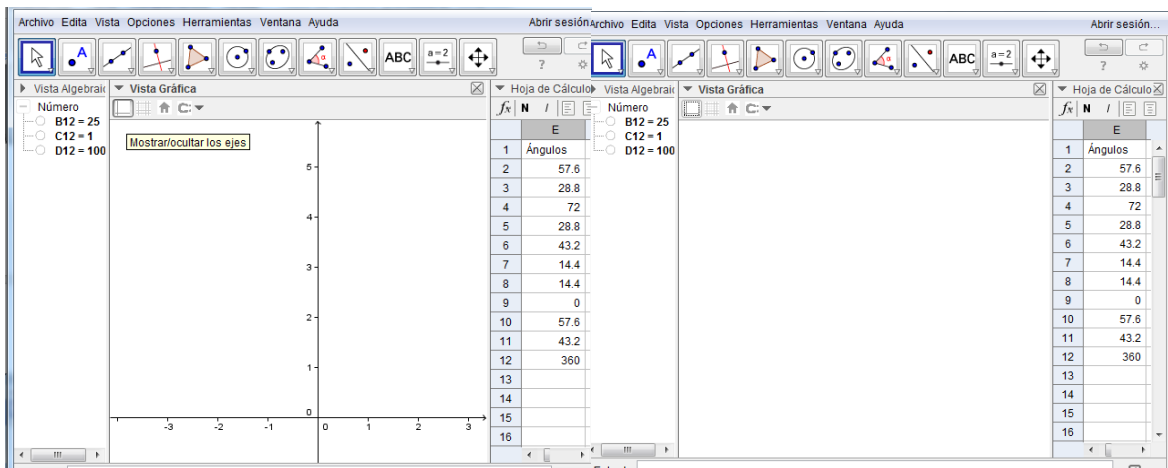 Archivo Edita Vista Opciones Herramientas Ventana Ayuda Abrir sesión
A ABC a=2 ?
Vista Algebraic Vista Gráfica Hoja de Cálculo
fx N I
Número
B12 = 25
C12 = 1
D12 = 100
Mostrar/ocultar los ejes
5
4
3
2
1
0
-3 -2 -1 0 1 2 3
E
1 Ángulos
2 57.6
3 28.8
4 72
5 28.8
6 43.2
7 14.4
8 14.4
9 0
10 57.6
11 43.2
12 360
13
14
15
16
Archivo Edita Vista Opciones Herramientas Ventana Ayuda Abrir sesión...
A ABC a=2 ?
Vista Algebraic Vista Gráfica Hoja de Cálculo
fx N I
Número
B12 = 25
C12 = 1
D12 = 100
E
1 Ángulos
2 57.6
3 28.8
4 72
5 28.8
6 43.2
7 14.4
8 14.4
9 0
10 57.6
11 43.2
12 360
13
14
15
16